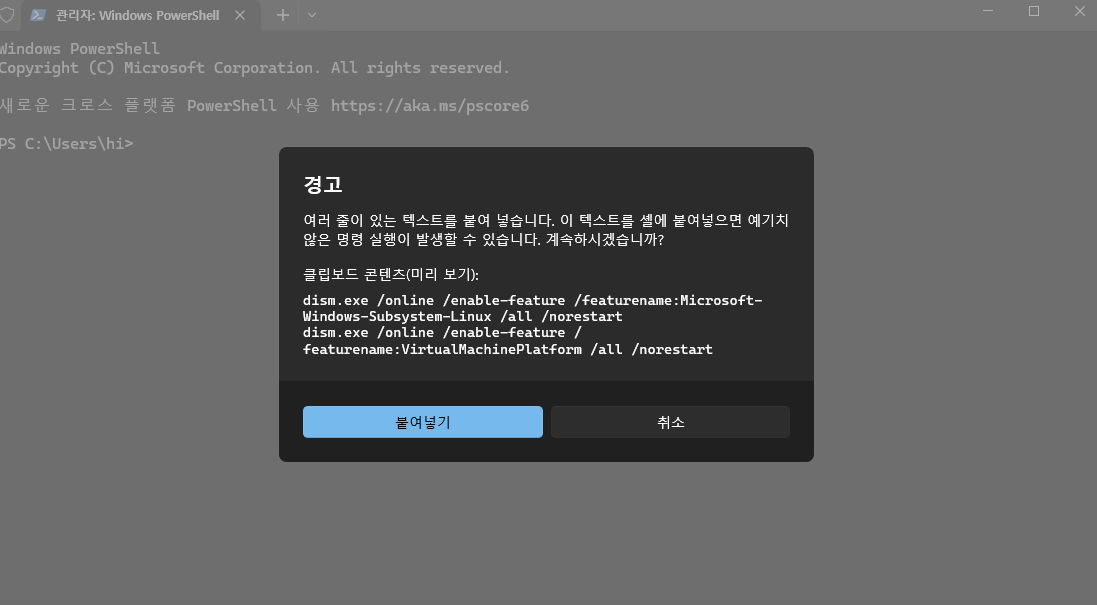 관리자: Windows PowerShell
Windows PowerShell
Copyright (C) Microsoft Corporation. All rights reserved.
새로운 크로스 플랫폼 PowerShell 사용 https://aka.ms/pscore6
PS C:\Users\hi>
경고
여러 줄이 있는 텍스트를 붙여 넣습니다. 이 텍스트를 셸에 붙여넣으면 예기치
않은 명령 실행이 발생할 수 있습니다. 계속하시겠습니까?
클립보드 콘텐츠(미리 보기):
dism.exe /online /enable-feature /featurename:Microsoft-
Windows-Subsystem-Linux /all /norestart
dism.exe /online /enable-feature /
featurename:VirtualMachinePlatform /all /norestart
붙여넣기
취소